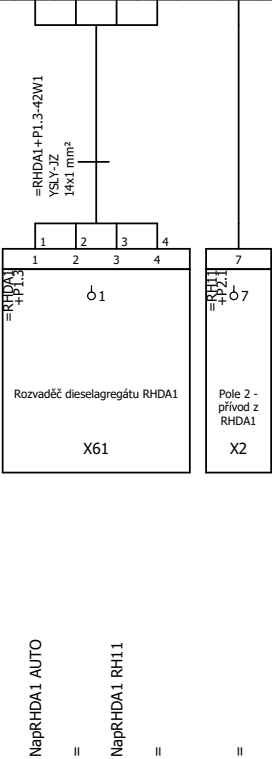 =RHDA1+P1.3-42W1
YSLY-JZ
14x1 mm²
1 2 3 4
1 2 3 4 7
=RHDA1
+P1.3
1
=RH11
+P2.1
7
Rozvaděč dieselagregátu RHDA1
X61
Pole 2 -
přívod z
RHDA1
X2
NapRHDA1 AUTO
=
NapRHDA1 RH11
=
=